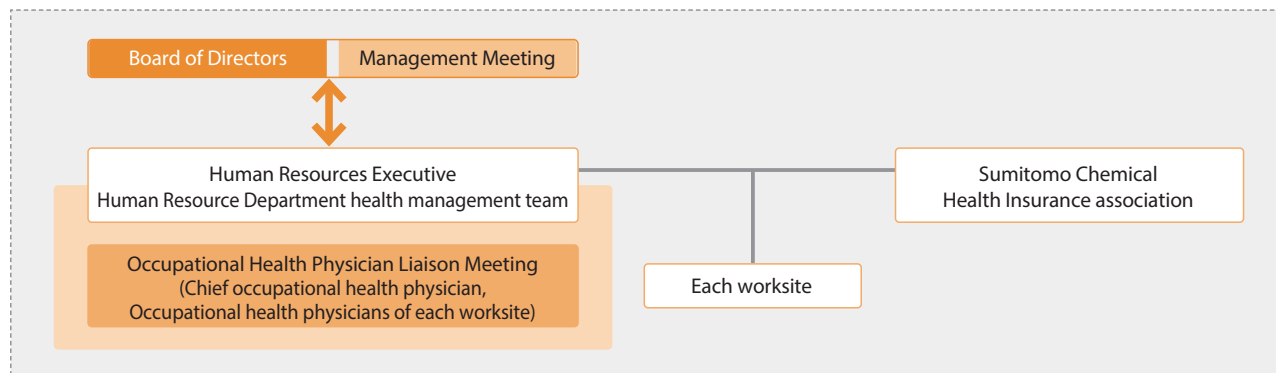 Board of Directors
Management Meeting
Human Resources Executive
Human Resource Department health management team
Sumitomo Chemical
Health Insurance association
Occupational Health Physician Liaison Meeting
(Chief occupational health physician,
Occupational health physicians of each worksite)
Each worksite